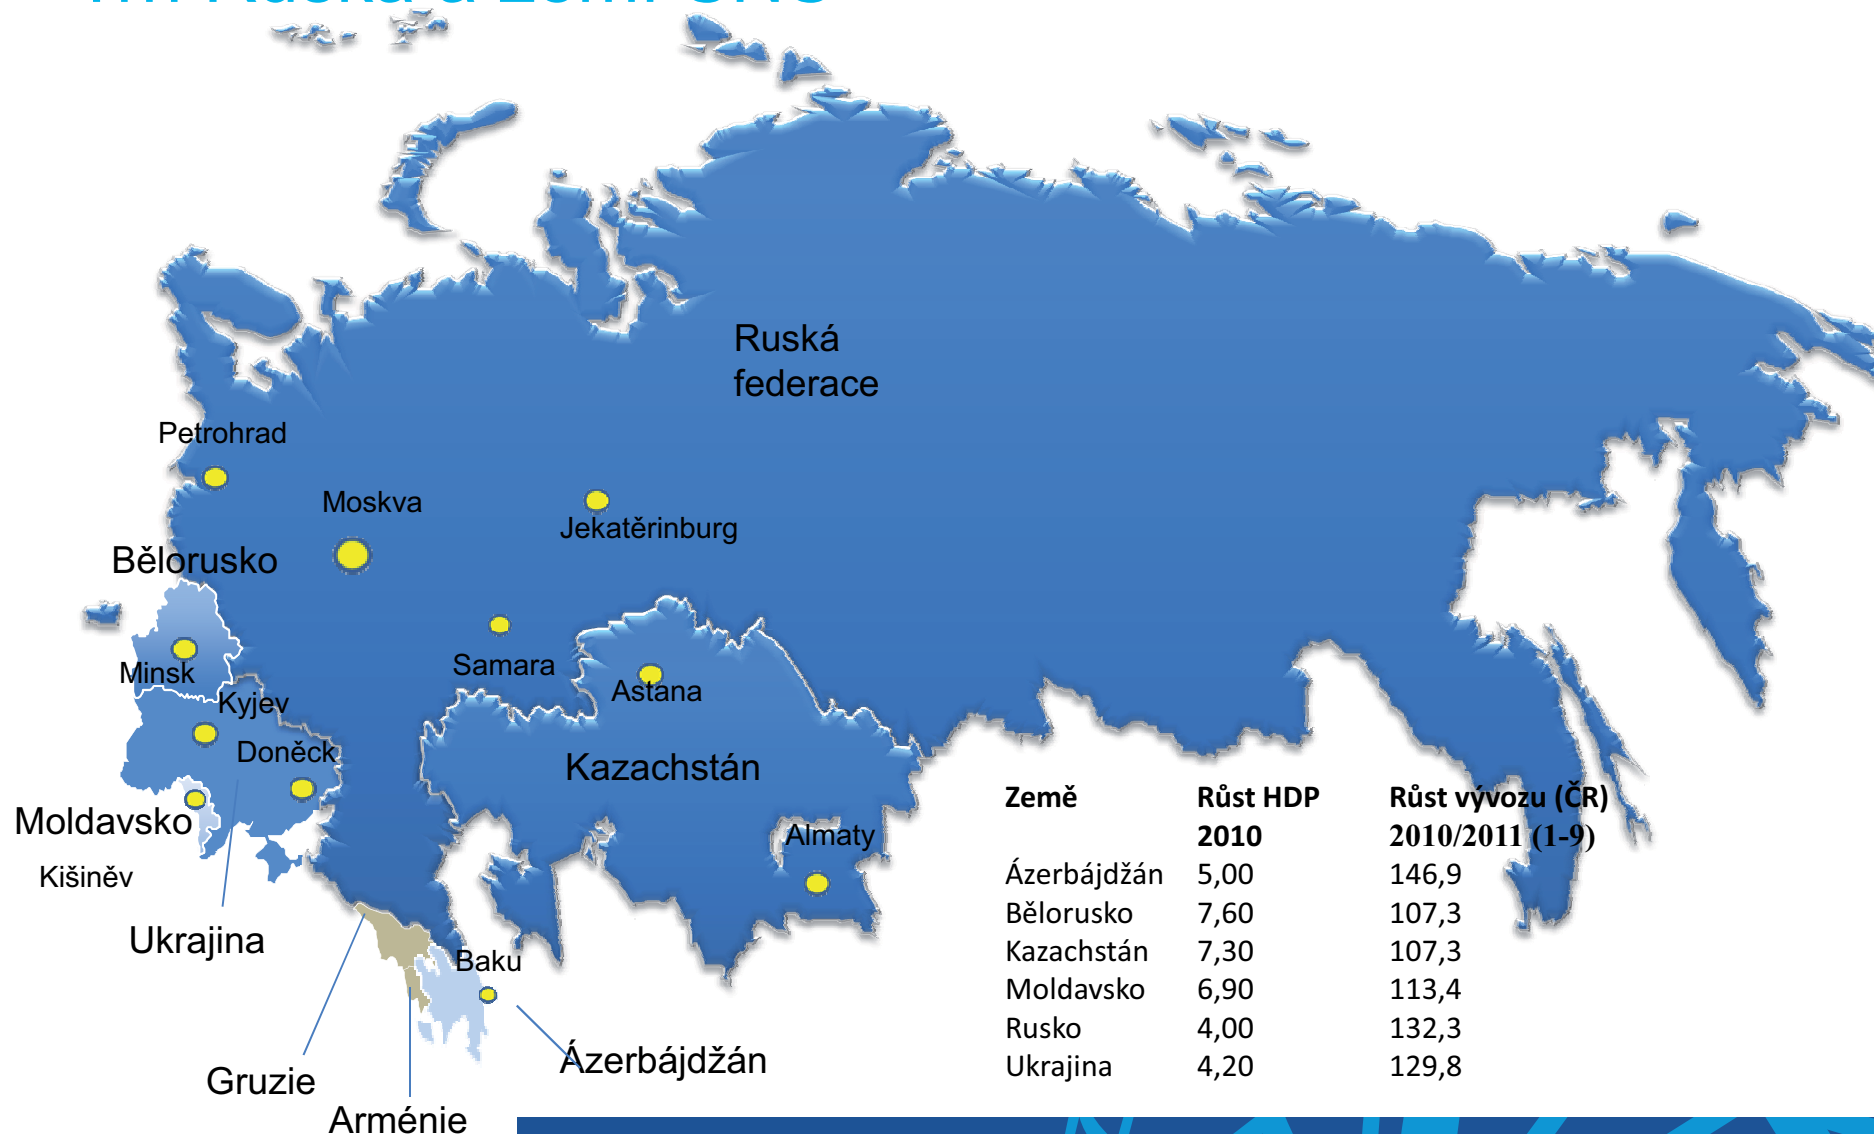 Ruská
federace
Petrohrad
Moskva
Jekatěrinburg
Bělorusko
Samara
Minsk
Astana
Kyjev
Doněck
Kazachstán
Moldavsko
Almaty
Kišiněv
Ukrajina
Baku
Ázerbájdžán
Gruzie
Arménie
Země Růst HDP Růst vývozu (ČR)
2010 2010/2011 (1-9)
Ázerbájdžán 5,00 146,9
Bělorusko 7,60 107,3
Kazachstán 7,30 107,3
Moldavsko 6,90 113,4
Rusko 4,00 132,3
Ukrajina 4,20 129,8